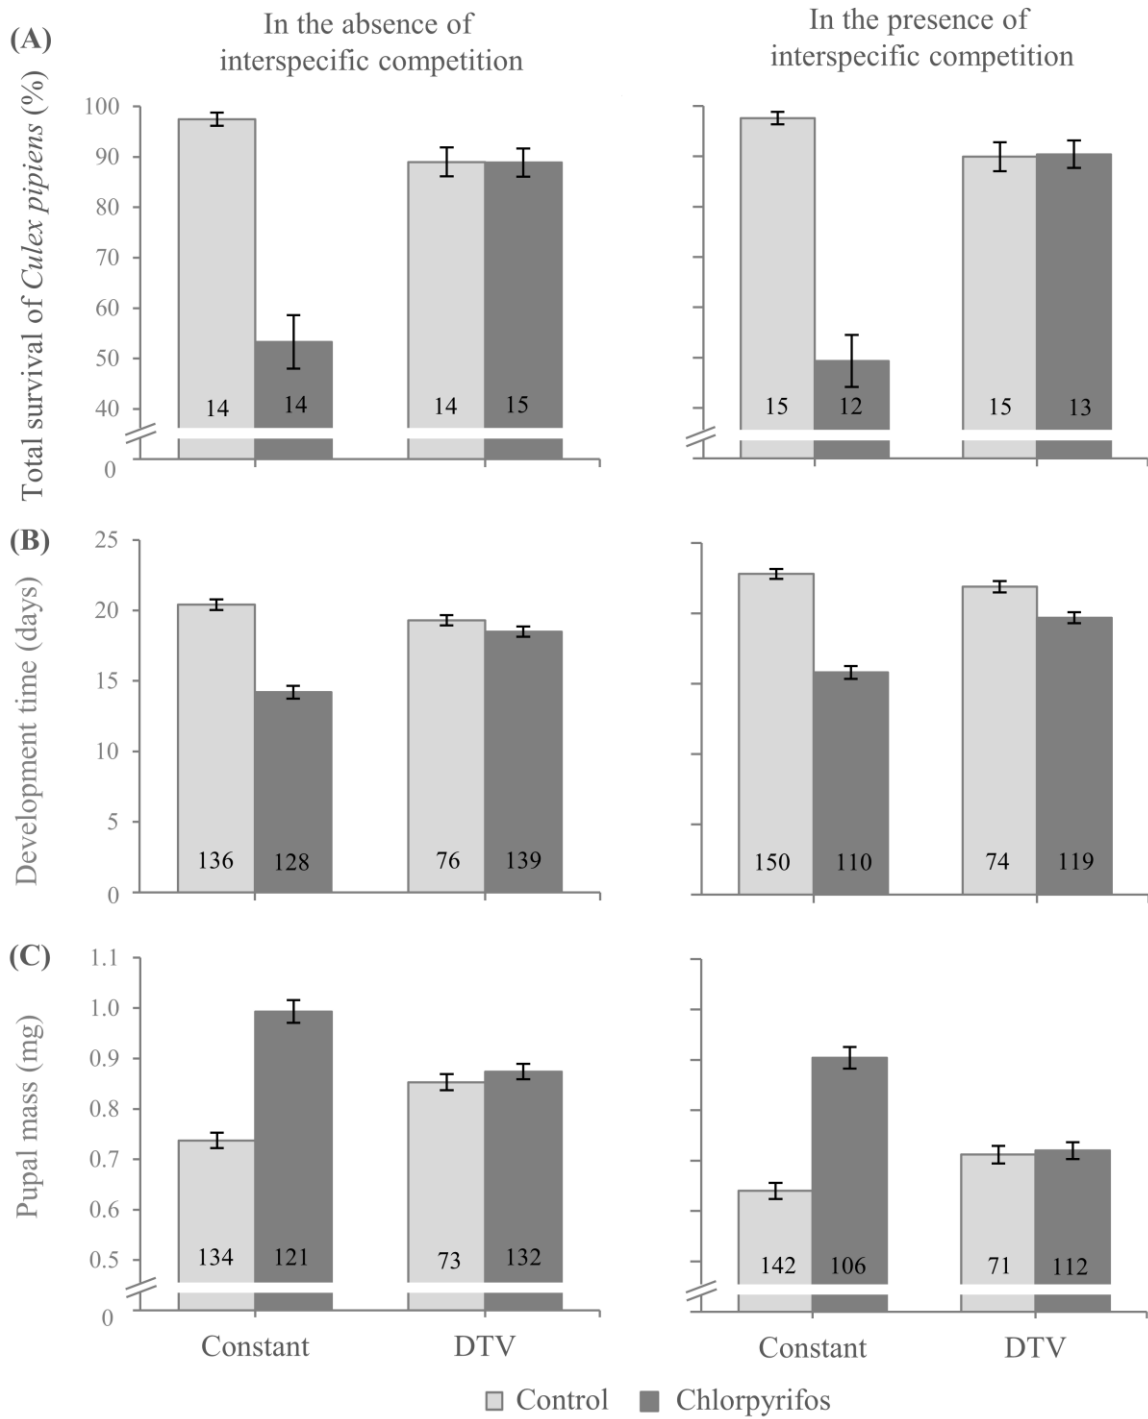 In the absence of
interspecific competition
In the presence of
interspecific competition
(A)
Total survival of Culex pipiens (%)
100
90
80
70
60
50
40
0
14
14
14
15
15
12
15
13
(B)
Development time (days)
25
20
15
10
5
0
136
128
76
139
150
110
74
119
(C)
Pupal mass (mg)
1.1
1.0
0.9
0.8
0.7
0.6
0.5
0
134
121
73
132
142
106
71
112
Constant
DTV
Constant
DTV
Control
Chlorpyrifos